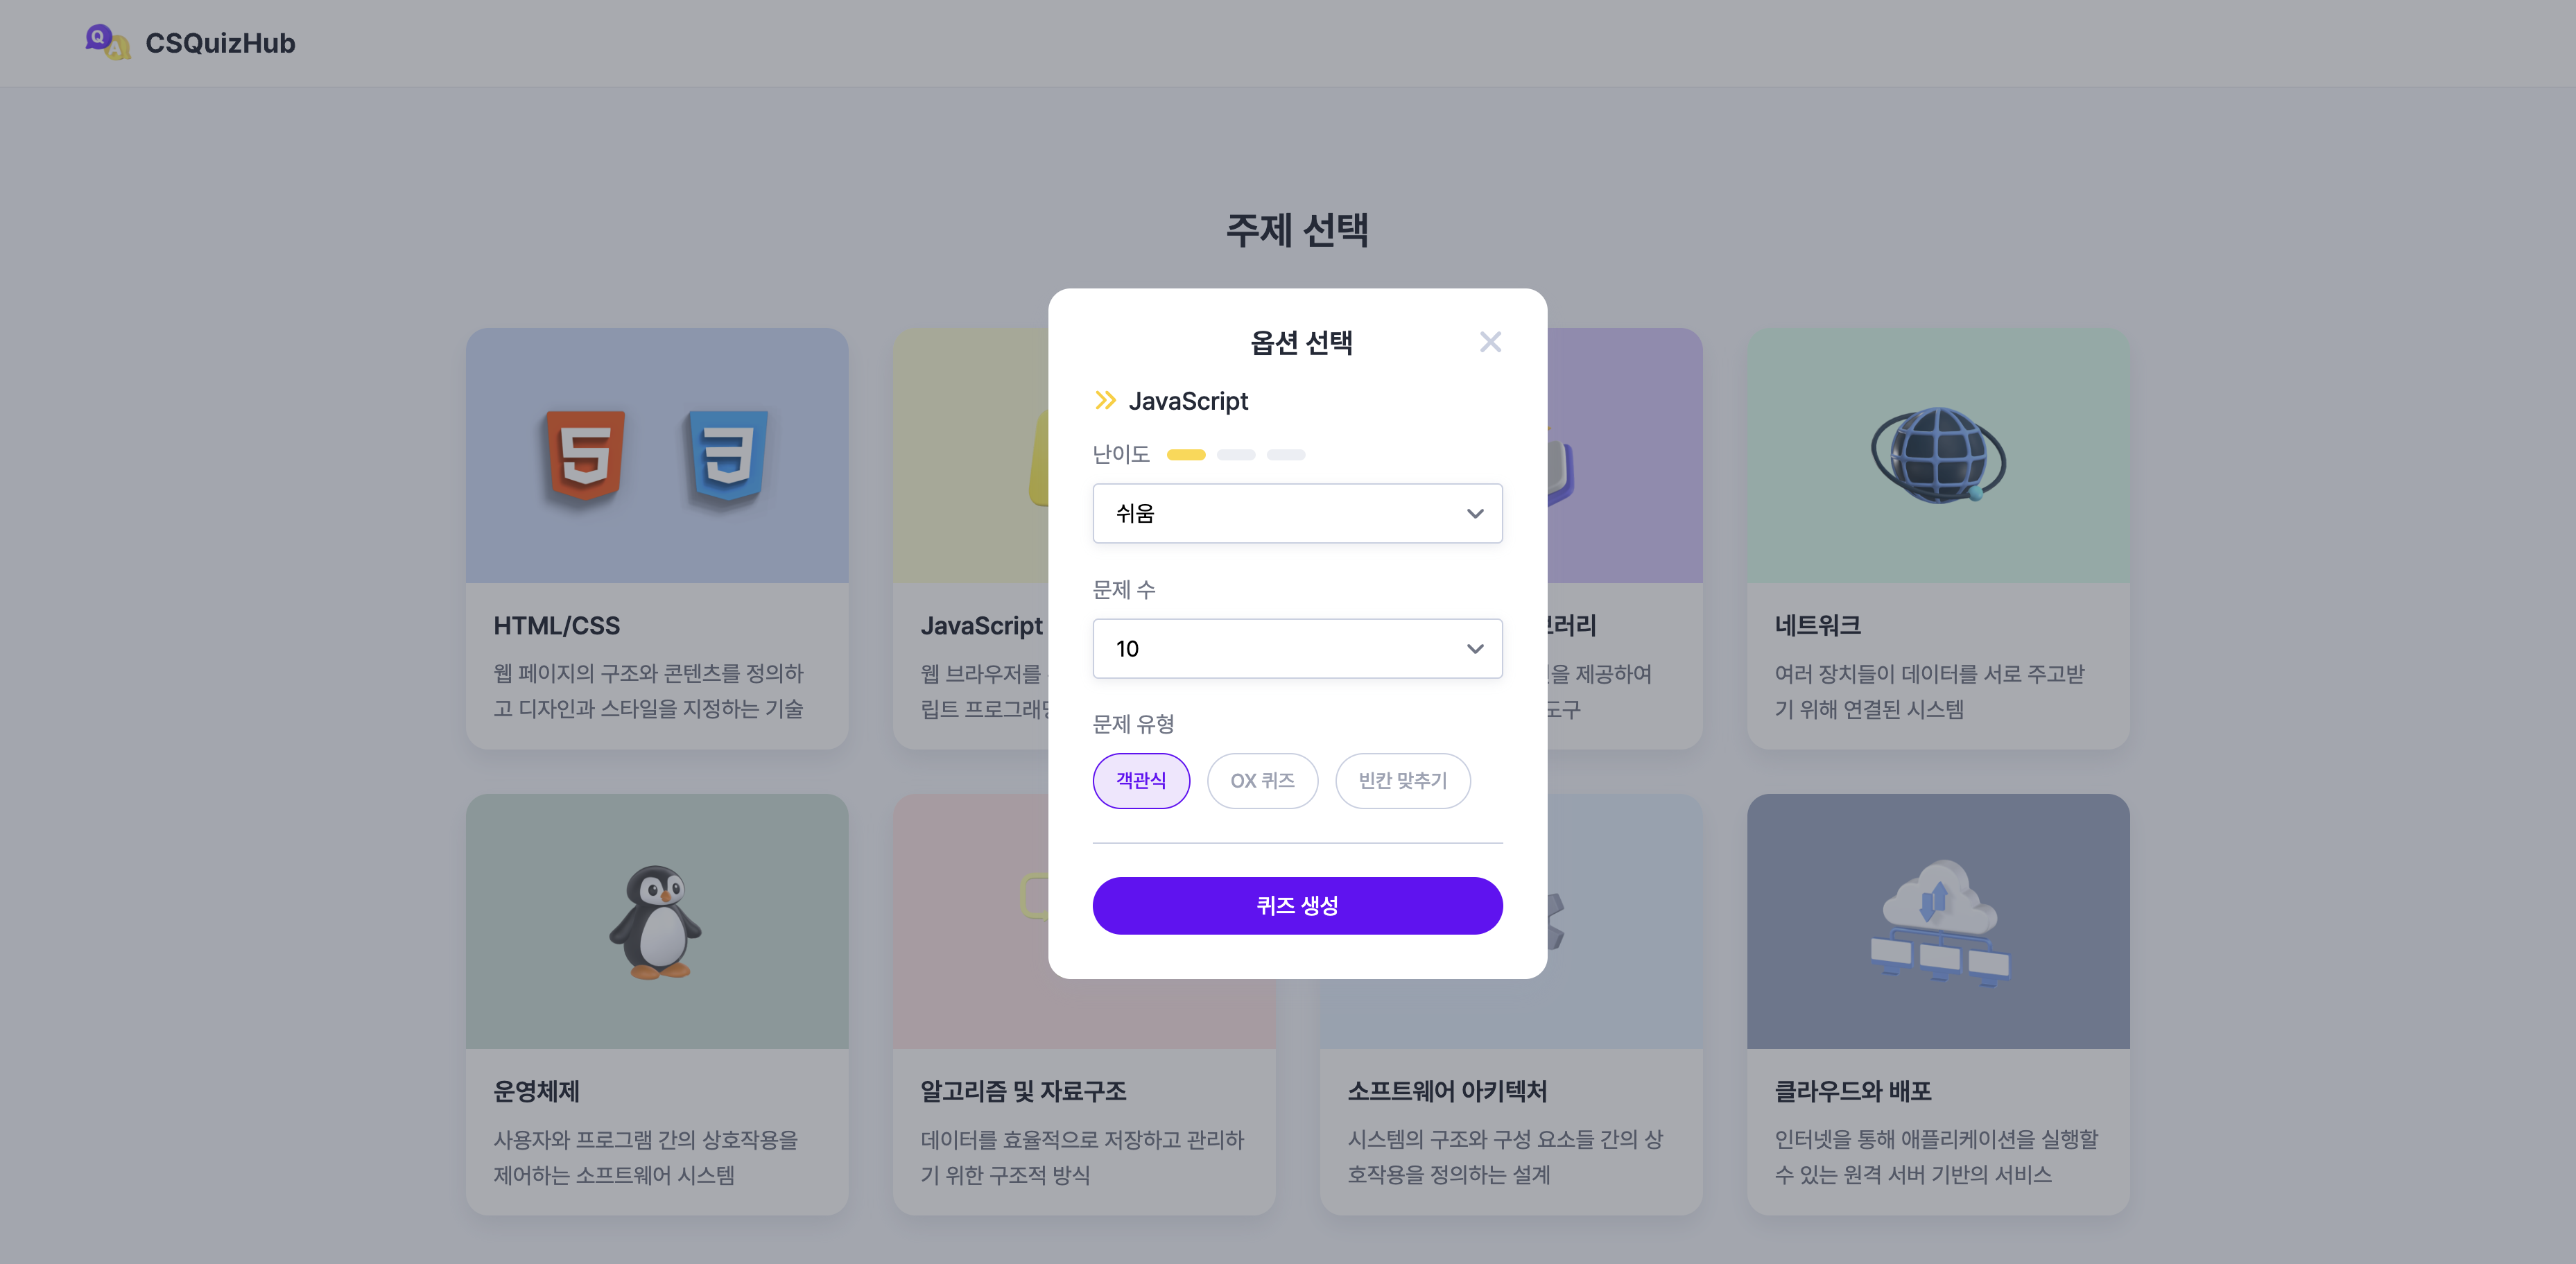 CSQuizHub
주제 선택
옵션 선택
JavaScript
난이도
쉬움
문제 수
10
문제 유형
객관식
OX 퀴즈
빈칸 맞추기
퀴즈 생성
HTML/CSS
웹 페이지의 구조와 콘텐츠를 정의하
고 디자인과 스타일을 지정하는 기술
JavaScript
웹 브라우저를
립트
러리
제공하여
도구
네트워크
여러 장치들이 데이터를 서로 주고받
기 위해 연결된 시스템
운영체제
사용자와 프로그램 간의 상호작용을
제어하는 소프트웨어 시스템
알고리즘 및 자료구조
데이터를 효율적으로 저장하고 관리하
기 위한 구조적 방식
소프트웨어 아키텍처
시스템의 구조와 구성 요소들 간의 상
호작용을 정의하는 설계
클라우드와 배포
인터넷을 통해 애플리케이션을 실행할
수 있는 원격 서버 기반의 서비스